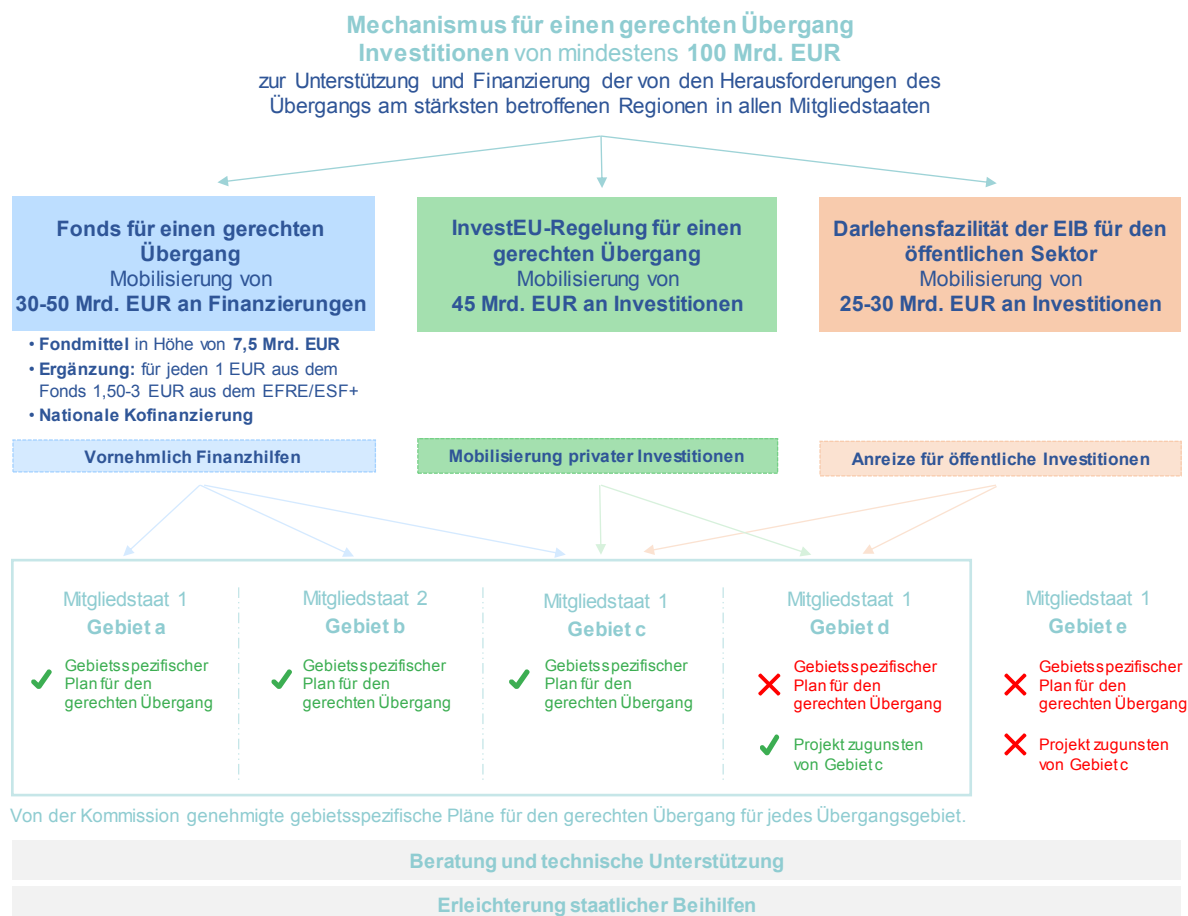 Mechanismus für einen gerechten Übergang
Investitionen von mindestens 100 Mrd. EUR
zur Unterstützung und Finanzierung der von den Herausforderungen des
Übergangs am stärksten betroffenen Regionen in allen Mitgliedstaaten
Fonds für einen gerechten
Übergang
Mobilisierung von
30-50 Mrd. EUR an Finanzierungen
InvestEU-Regelung für einen
gerechten Übergang
Mobilisierung von
45 Mrd. EUR an Investitionen
Darlehensfazilität der EIB für den
öffentlichen Sektor
Mobilisierung von
25-30 Mrd. EUR an Investitionen
• Fondmittel in Höhe von 7,5 Mrd. EUR
• Ergänzung: für jeden 1 EUR aus dem
Fonds 1,50-3 EUR aus dem EFRE/ESF+
• Nationale Kofinanzierung
Vornehmlich Finanzhilfen
Mobilisierung privater Investitionen
Anreize für öffentliche Investitionen
Mitgliedstaat 1
Gebiet a
Gebietsspezifischer
Plan für den
gerechten Übergang
Mitgliedstaat 2
Gebiet b
Gebietsspezifischer
Plan für den
gerechten Übergang
Mitgliedstaat 1
Gebiet c
Gebietsspezifischer
Plan für den
gerechten Übergang
Mitgliedstaat 1
Gebiet d
Gebietsspezifischer
Plan für den
gerechten Übergang
Projekt zugunsten
von Gebiet c
Mitgliedstaat 1
Gebiet e
Gebietsspezifischer
Plan für den
gerechten Übergang
Projekt zugunsten
von Gebiet c
Von der Kommission genehmigte gebietsspezifische Pläne für den gerechten Übergang für jedes Übergangsgebiet.
Beratung und technische Unterstützung
Erleichterung staatlicher Beihilfen